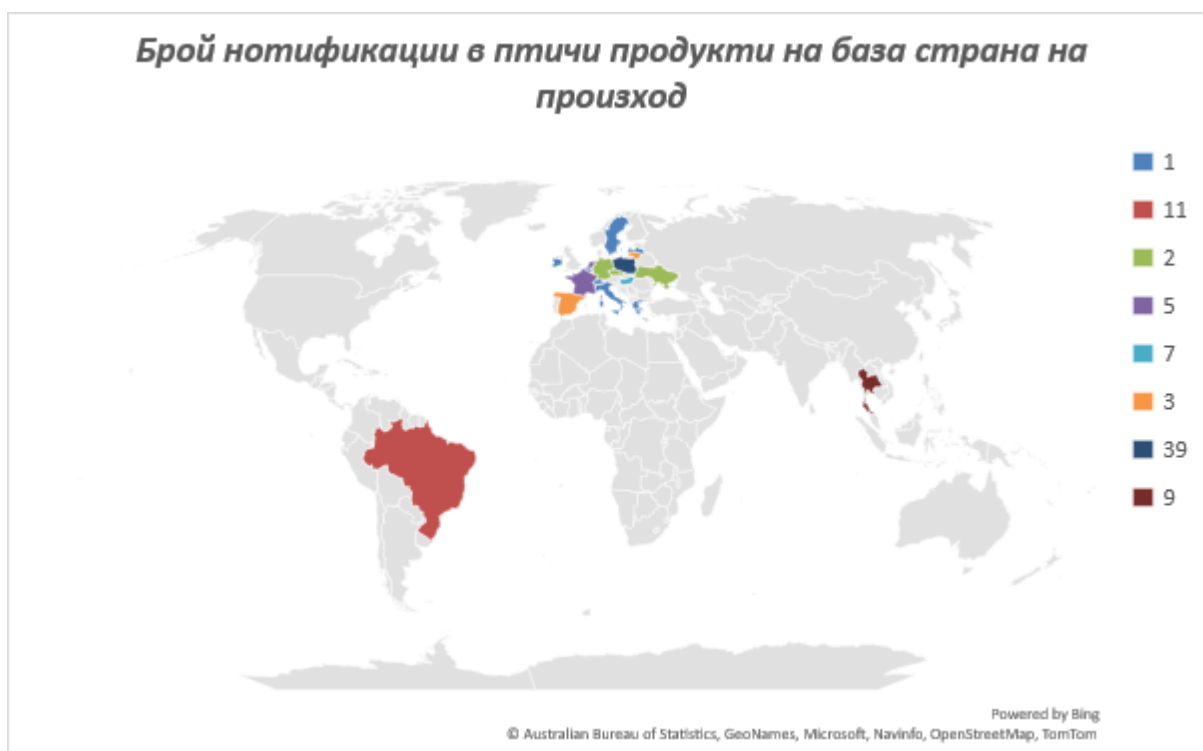 Брой нотификации в птичи продукти на база страна на
произход
1
11
2
5
7
3
39
9
Powered by Bing
© Australian Bureau of Statistics, GeoNames, Microsoft, Navinfo, OpenStreetMap, TomTom